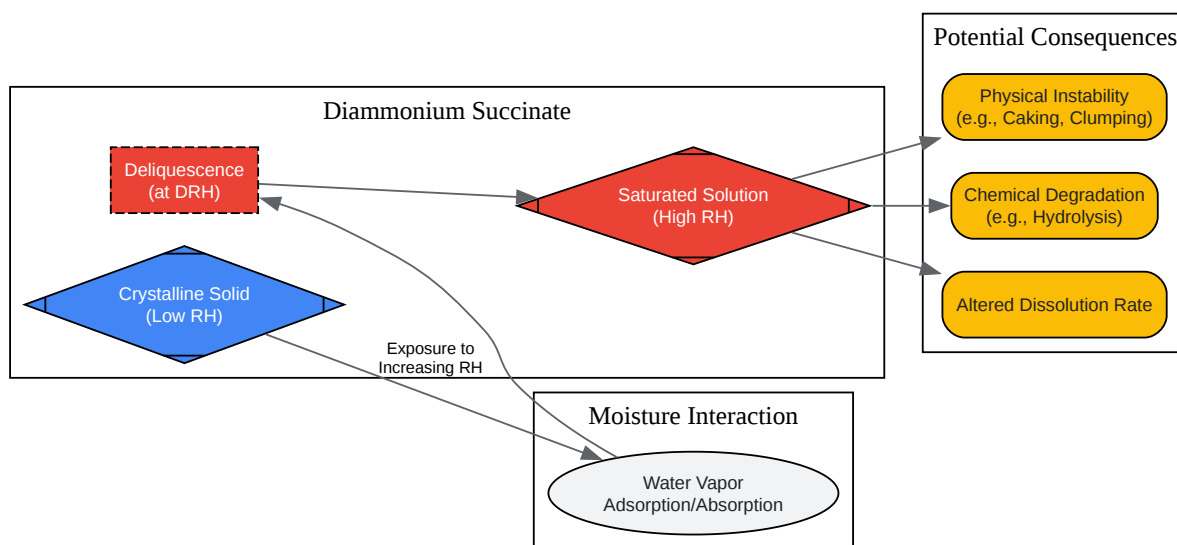 Potential Consequences
Physical Instability
(e.g., Caking, Clumping)
Chemical Degradation
(e.g., Hydrolysis)
Altered Dissolution Rate
Diammonium Succinate
Deliquescence
(at DRH)
Saturated Solution
(High RH)
Crystalline Solid
(Low RH)
Exposure to
Increasing RH
Moisture Interaction
Water Vapor
Adsorption/Absorption